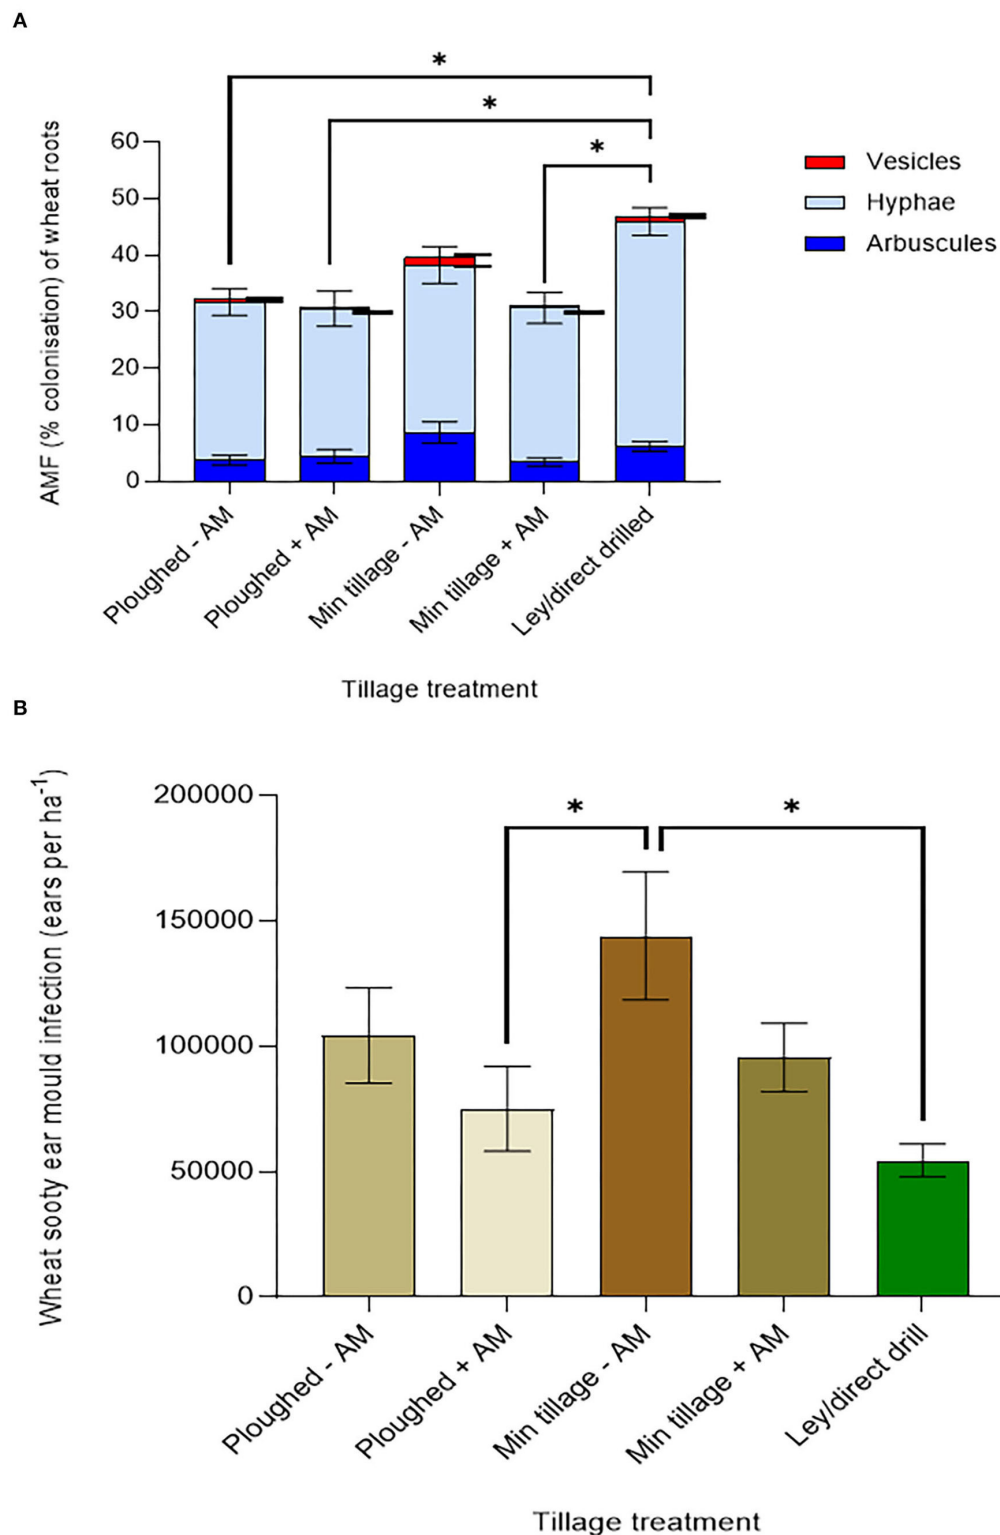 A
*
*
*
AMF (% colonisation) of wheat roots
60
50
40
30
20
10
0
Vesicles
Hyphae
Arbuscules
Ploughed - AM
Ploughed + AM
Min tillage - AM
Min tillage + AM
Ley/direct drilled
Tillage treatment
B
Wheat sooty ear mould infection (ears per ha⁻¹)
200000
150000
100000
50000
0
*
*
Ploughed - AM
Ploughed + AM
Min tillage - AM
Min tillage + AM
Ley/direct drill
Tillage treatment